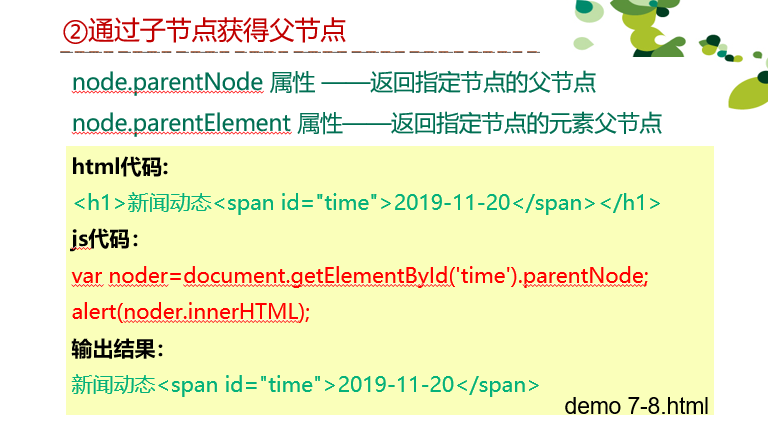 ②通过子节点获得父节点
node.parentNode 属性 ——返回指定节点的父节点
node.parentElement 属性——返回指定节点的元素父节点
html代码:
<h1>新闻动态<span id="time">2019-11-20</span></h1>
js代码：
var noder=document.getElementById('time').parentNode;
alert(noder.innerHTML);
输出结果：
新闻动态<span id="time">2019-11-20</span>
demo 7-8.html